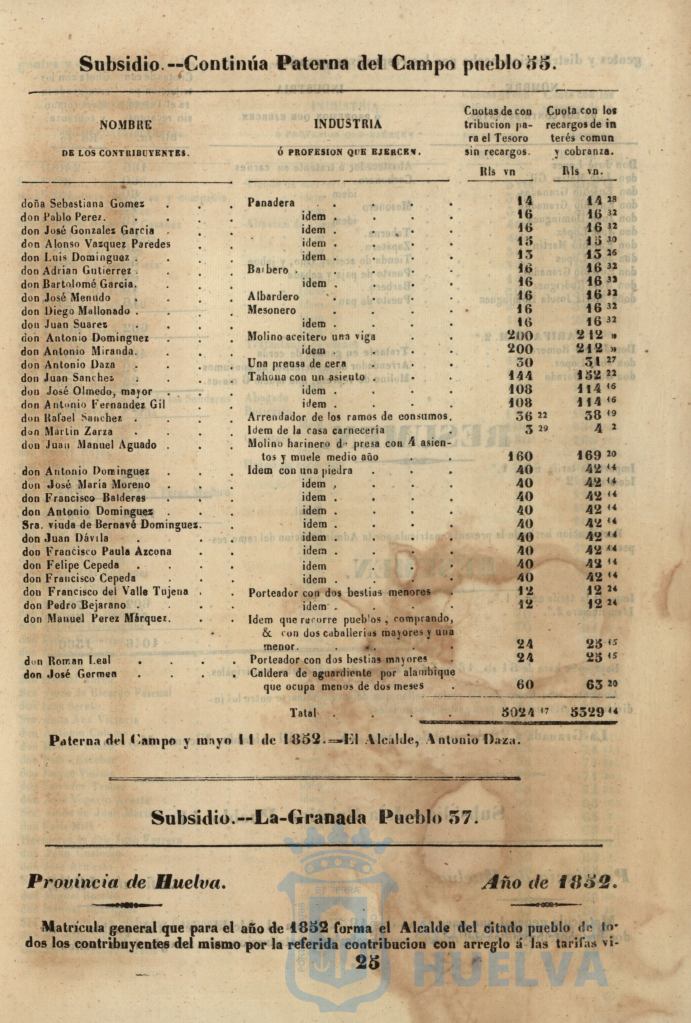 Subsidio.--Continúa Paterna del Campo pueblo 55.
NOMBRE
DE LOS CONTRIBUYENTES.
INDUSTRIA
Ó PROFESION QUE EJERCEN.
Cuotas de con
tribucion pa-
ra el Tesoro
sin recargos.
Rls vn
Cuota con los
recargos de in
terés comun
y cobranza.
Rls. vn.
doña Sebastiana Gomez . . . Panadera . . . . 14 14 28
don Pablo Perez. . . . . idem . . . . 16 16 32
don José Gonzalez Garcia . . idem . . . . 16 16 32
don Alonso Vazquez Paredes . . idem . . . . 15 15 30
don Luis Dominguez . . . . idem . . . . 13 13 26
don Adrian Gutierrez . . . . Barbero . . . . . 16 16 32
don Bartolomé Garcia. . . . idem . . . . 16 16 32
don José Menudo . . . . Albardero . . . . 16 16 32
don Diego Mallonado . . . . Mesonero . . . . 16 16 32
don Juan Suarez . . . . idem . . . . 16 16 32
don Antonio Dominguez . . . Molino aceitero una viga . . 200 212 »
don Antonio Miranda. . . . idem . . . . 200 212 »
don Antonio Daza . . . . Una prensa de cera . . . 30 31 27
don Juan Sanchez . . . . Tahona con un asiento . . . 144 152 22
don José Olmedo, mayor . . . idem . . . . 108 114 16
don Antonio Fernandez Gil . . idem . . . . 108 114 16
don Rafael Sanchez . . . . Arrendador de los ramos de consumos. 36 22 38 19
don Martin Zarza . . . . Idem de la casa carnecería . . 3 29 4 2
don Juan Manuel Aguado . . . Molino harinero de presa con 4 asien-
tos y muele medio año . . 160 169 20
don Antonio Dominguez . . . Idem con una piedra . . . 40 42 14
don José Maria Moreno . . . idem . . . . 40 42 14
don Francisco Balderas . . . idem . . . . 40 42 14
don Antonio Dominguez . . . idem . . . . 40 42 14
Sra. viuda de Bernavé Dominguez. . idem . . . . 40 42 14
don Juan Dávila . . . . idem . . . . 40 42 14
don Francisco Paula Azcona . . idem . . . . 40 42 14
don Felipe Cepeda . . . . idem . . . . 40 42 14
don Francisco Cepeda . . . idem . . . . 40 42 14
don Francisco del Valle Tujena . . Porteador con dos bestias menores . 12 12 24
don Pedro Bejarano . . . . idem . . . . 12 12 24
don Manuel Perez Márquez. . . Idem que recorre pueblos, comprando,
& con dos caballerias mayores y una
menor. . . . . 24 25 15
don Roman Leal . . . . Porteador con dos bestias mayores . 24 25 15
don José Germen . . . . Caldera de aguardiente por alambique
que ocupa menos de dos meses . 60 63 20
Total . . . . 5024 17 5329 14
Paterna del Campo y mayo 11 de 1852.=El Alcalde, Antonio Daza.
Subsidio.--La-Granada Pueblo 37.
Provincia de Huelva. Año de 1852.
Matrícula general que para el año de 1852 forma el Alcalde del citado pueblo de to-
dos los contribuyentes del mismo por la referida contribucion con arreglo á las tarifas vi-
25
HUELVA